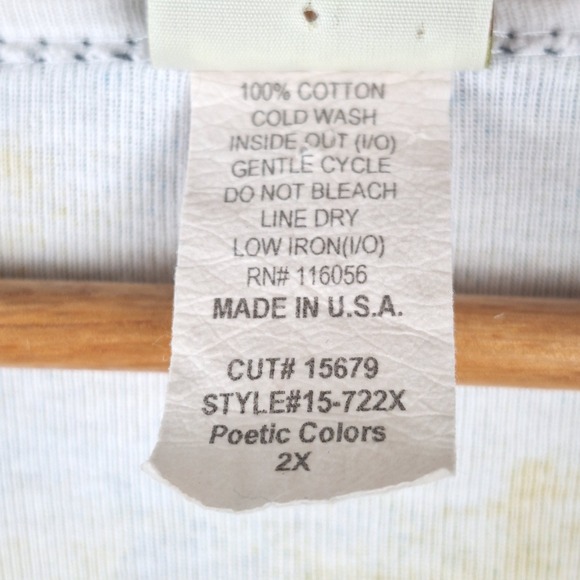 100% COTTON
COLD WASH
INSIDE OUT (I/O)
GENTLE CYCLE
DO NOT BLEACH
LINE DRY
LOW IRON(I/O)
RN# 116056
MADE IN U.S.A.
CUT# 15679
STYLE#15-722X
Poetic Colors
2X